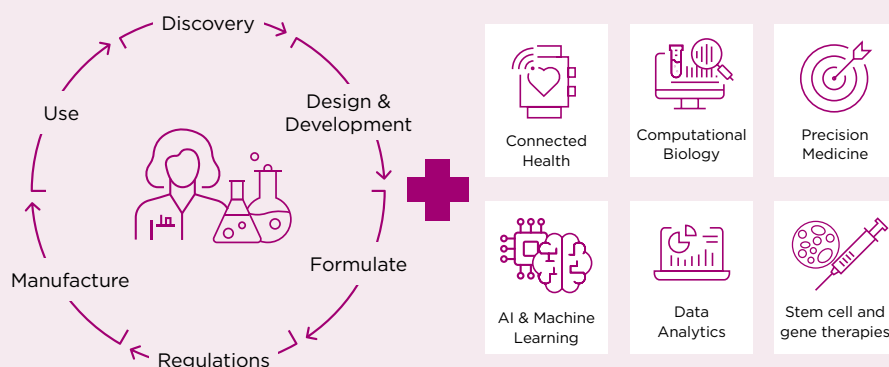 Discovery
Design &
Development
Formulate
Regulations
Manufacture
Use
Connected
Health
Computational
Biology
Precision
Medicine
AI & Machine
Learning
Data
Analytics
Stem cell and
gene therapies